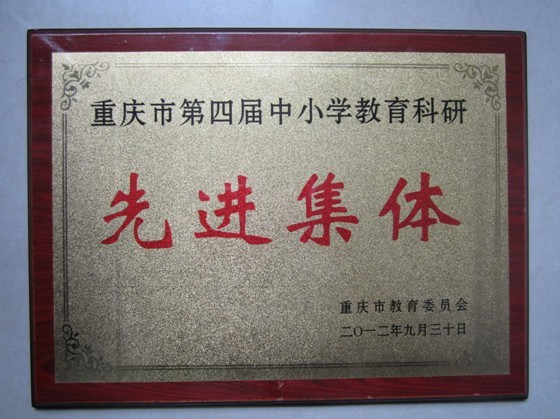 重庆市第四届中小学教育科研
先进集体
重庆市教育委员会
二〇一二年九月三十日